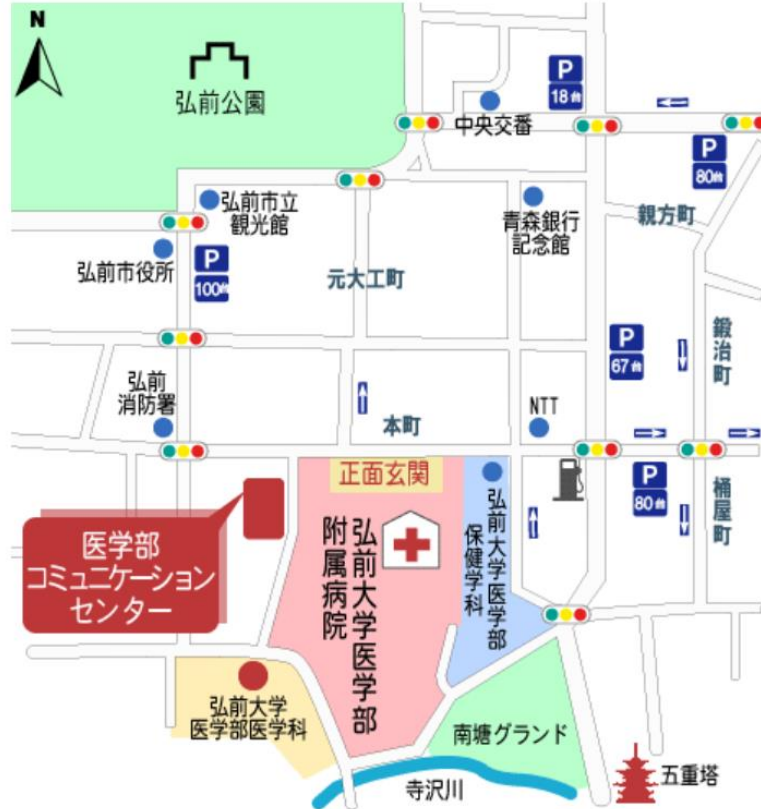 N
弘前公園
P
18台
中央交番
P
80台
弘前市立
観光館
青森銀行
記念館
親方町
弘前市役所
P
100台
元大工町
鍛冶町
P
67台
弘前
消防署
NTT
本町
正面玄関
弘前大学医学部
保健学科
P
80台
桶屋町
医学部
コミュニケーション
センター
弘前大学医学部
附属病院
弘前大学
医学部医学科
南塘グランド
五重塔
寺沢川